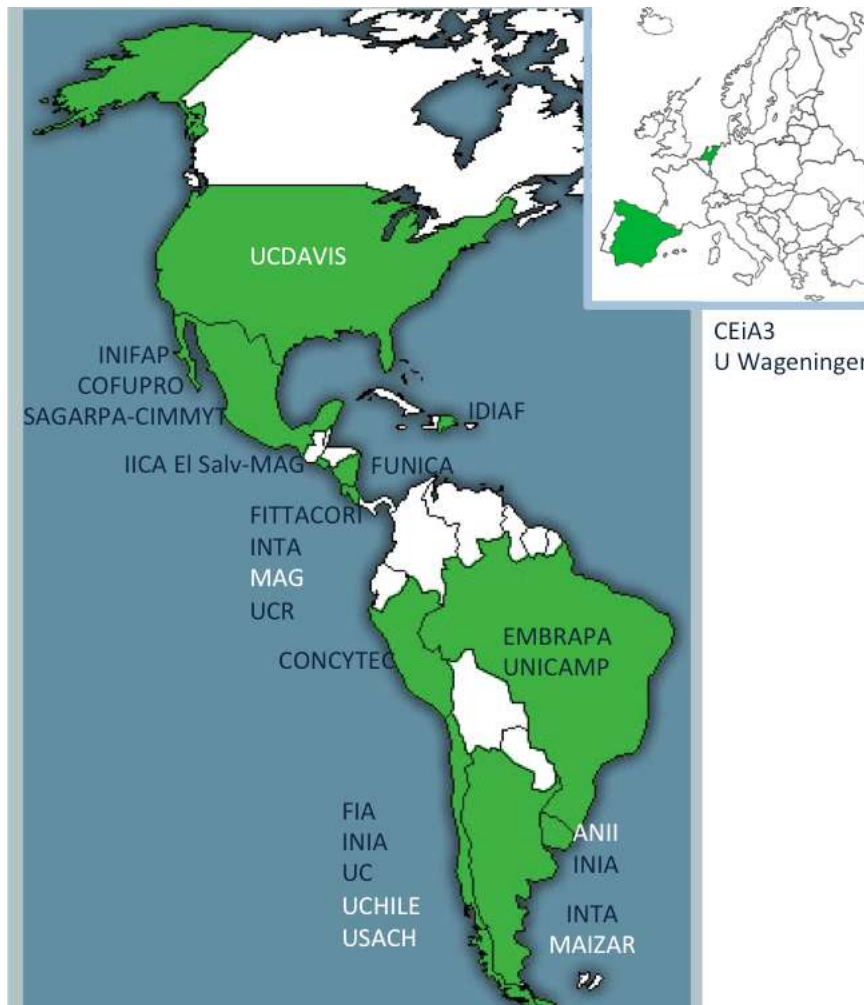 UCDAVIS
CEiA3
U Wageningen
INIFAP
COFUPRO
SAGARPA-CIMMYT
IDIAF
IICA El Salv-MAG
FUNICA
FITTACORI
INTA
MAG
UCR
CONCYTEC
EMBRAPA
UNICAMP
FIA
INIA
UC
UCHILE
USACH
ANII
INIA
INTA
MAIZAR